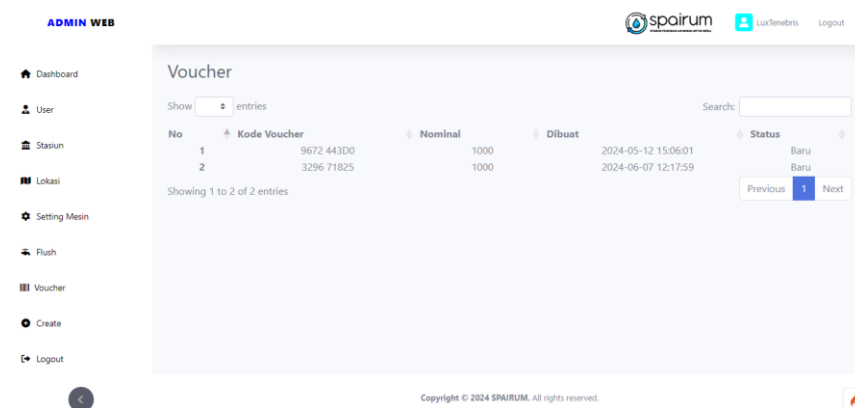 ADMIN WEB
spairum
LuxTenebris
Logout
Dashboard
User
Stasiun
Lokasi
Setting Mesin
Flush
Voucher
Create
Logout
Voucher
Show entries
Search:
No Kode Voucher Nominal Dibuat Status
1 9672 443D0 1000 2024-05-12 15:06:01 Baru
2 3296 71825 1000 2024-06-07 12:17:59 Baru
Showing 1 to 2 of 2 entries
Previous 1 Next
Copyright © 2024 SPAIRUM. All rights reserved.